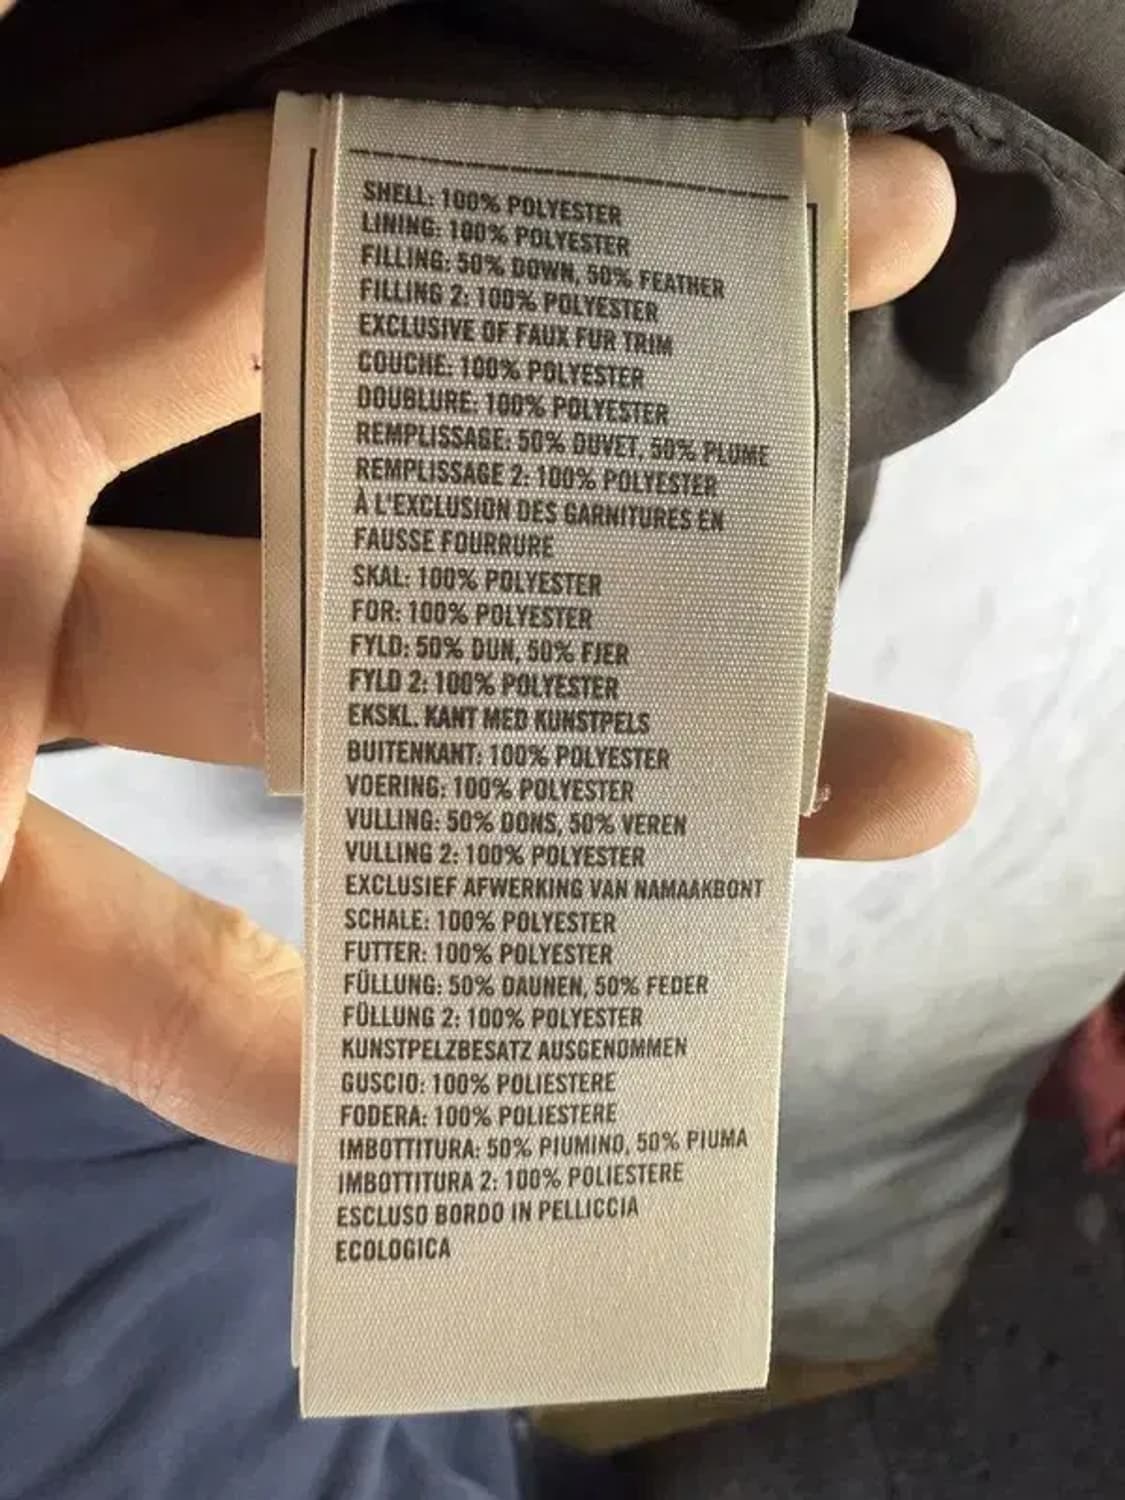 SHELL: 100% POLYESTER
LINING: 100% POLYESTER
FILLING: 50% DOWN, 50% FEATHER
FILLING 2: 100% POLYESTER
EXCLUSIVE OF FAUX FUR TRIM
COUCHE: 100% POLYESTER
DOUBLURE: 100% POLYESTER
REMPLISSAGE: 50% DUVET, 50% PLUME
REMPLISSAGE 2: 100% POLYESTER
À L'EXCLUSION DES GARNITURES EN
FAUSSE FOURRURE
SKAL: 100% POLYESTER
FOR: 100% POLYESTER
FYLD: 50% DUN, 50% FJER
FYLD 2: 100% POLYESTER
EKSKL. KANT MED KUNSTPELS
BUITENKANT: 100% POLYESTER
VOERING: 100% POLYESTER
VULLING: 50% DONS, 50% VEREN
VULLING 2: 100% POLYESTER
EXCLUSIEF AFWERKING VAN NAMAAKBONT
SCHALE: 100% POLYESTER
FUTTER: 100% POLYESTER
FÜLLUNG: 50% DAUNEN, 50% FEDER
FÜLLUNG 2: 100% POLYESTER
KUNSTPELZBESATZ AUSGENOMMEN
GUSCIO: 100% POLIESTERE
FODERA: 100% POLIESTERE
IMBOTTITURA: 50% PIUMINO, 50% PIUMA
IMBOTTITURA 2: 100% POLIESTERE
ESCLUSO BORDO IN PELLICCIA
ECOLOGICA